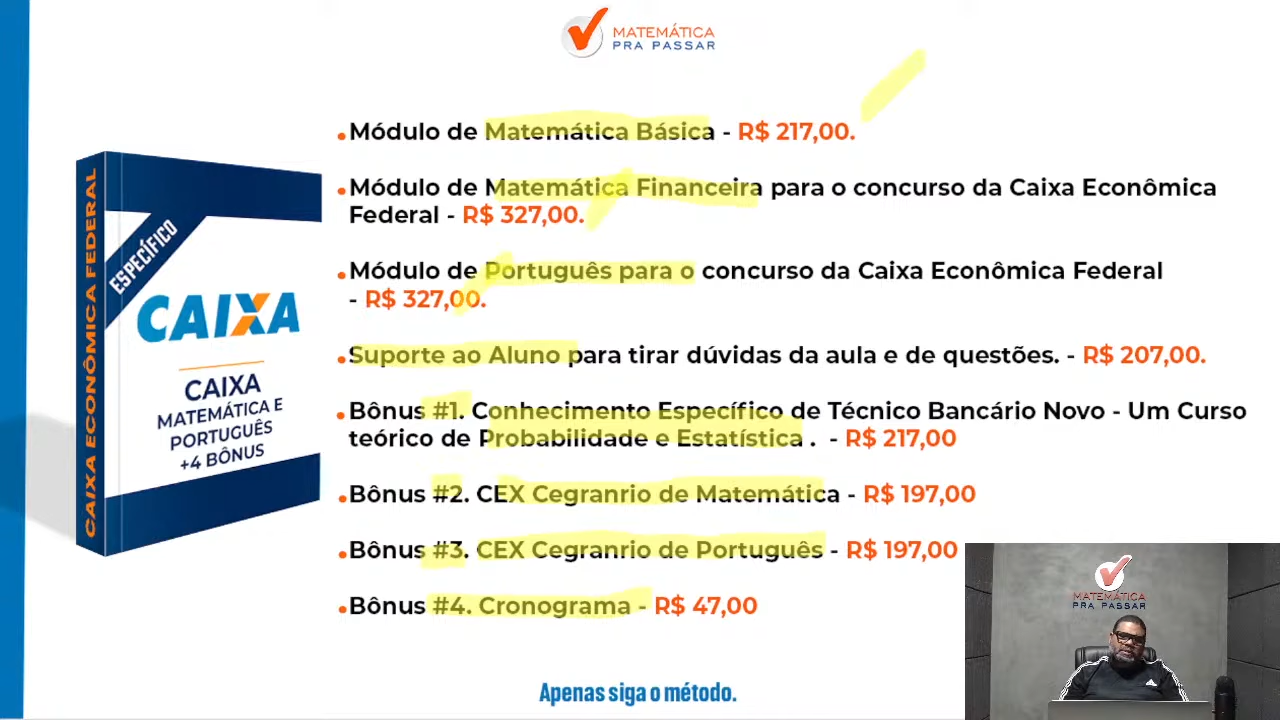 MATEMÁTICA
PRA PASSAR
Módulo de Matemática Básica - R$ 217,00.
Módulo de Matemática Financeira para o concurso da Caixa Econômica
Federal - R$ 327,00.
Módulo de Português para o concurso da Caixa Econômica Federal
- R$ 327,00.
Suporte ao Aluno para tirar dúvidas da aula e de questões. - R$ 207,00.
Bônus #1. Conhecimento Específico de Técnico Bancário Novo - Um Curso
teórico de Probabilidade e Estatística . - R$ 217,00
Bônus #2. CEX Cegranrio de Matemática - R$ 197,00
Bônus #3. CEX Cegranrio de Português - R$ 197,00
Bônus #4. Cronograma - R$ 47,00
CAIXA ECONÔMICA FEDERAL
ESPECÍFICO
CAIXA
CAIXA
MATEMÁTICA E
PORTUGUÊS
+4 BÔNUS
MATEMÁTICA
PRA PASSAR
Apenas siga o método.